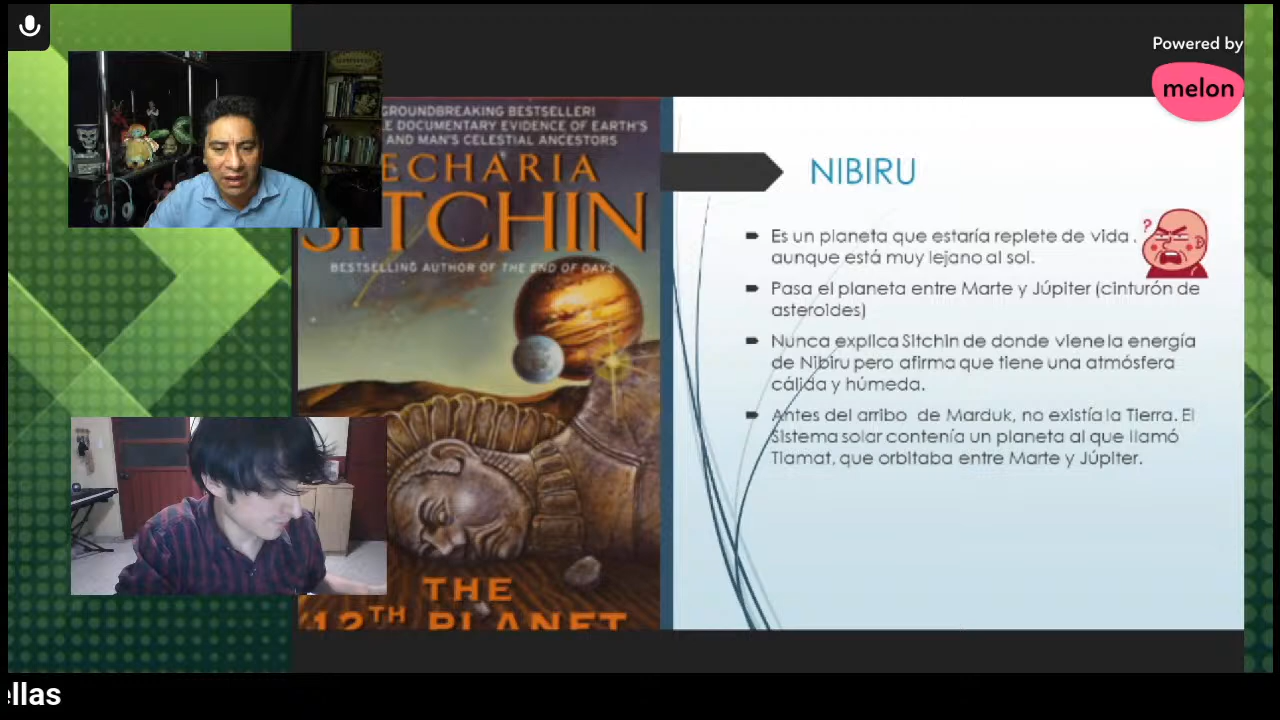 Powered by
melon
GROUNDBREAKING BESTSELLER!
E DOCUMENTARY EVIDENCE OF EARTH'S
AND MAN'S CELESTIAL ANCESTORS
ECHARIA
SITCHIN
BESTSELLING AUTHOR OF THE END OF DAYS
THE
12TH PLANET
NIBIRU
Es un planeta que estaría replete de vida ,
aunque está muy lejano al sol.
Pasa el planeta entre Marte y Júpiter (cinturón de
asteroides)
Nunca explica Sitchin de donde viene la energía
de Nibiru pero afirma que tiene una atmósfera
cálida y húmeda.
Antes del arribo de Marduk, no existía la Tierra. El
Sistema solar contenía un planeta al que llamó
Tiamat, que orbitaba entre Marte y Júpiter.
ellas